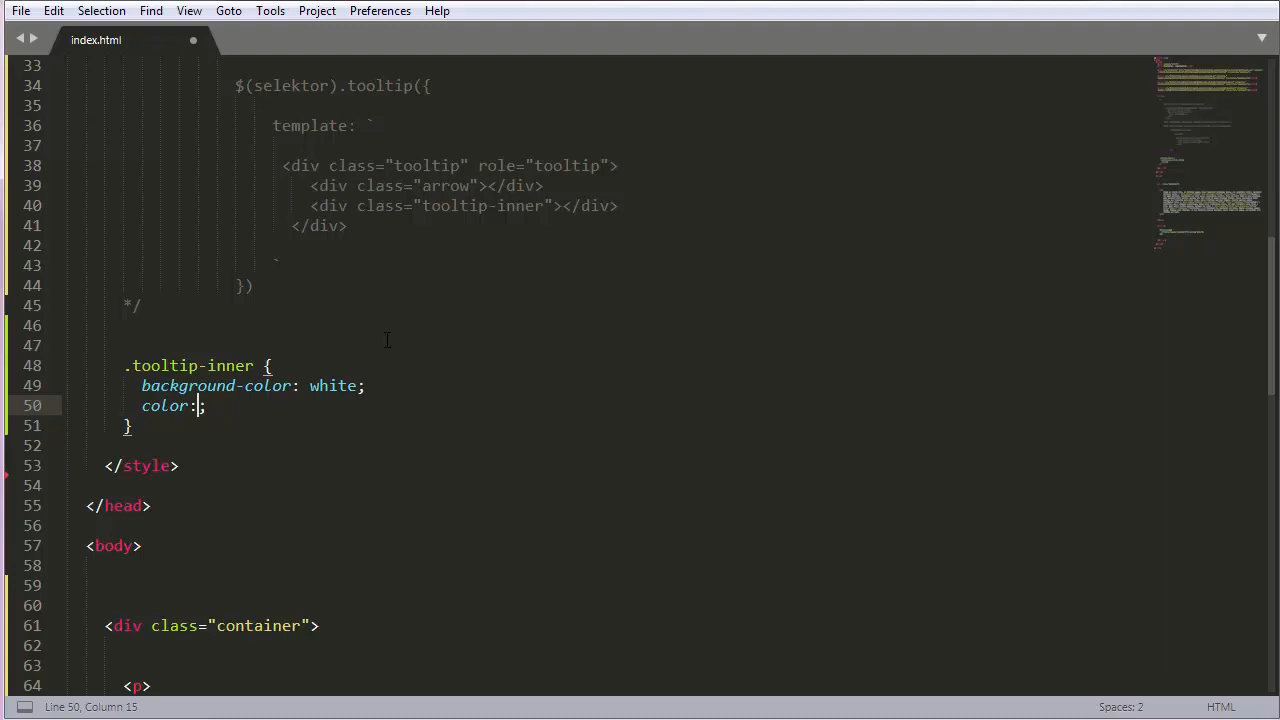 File Edit Selection Find View Goto Tools Project Preferences Help
index.html
33
34 $(selektor).tooltip({
35
36 template: `
37
38 <div class="tooltip" role="tooltip">
39 <div class="arrow"></div>
40 <div class="tooltip-inner"></div>
41 </div>
42
43 `
44 })
45 */
46
47
48 .tooltip-inner {
49 background-color: white;
50 color:;
51 }
52
53 </style>
54
55 </head>
56
57 <body>
58
59
60
61 <div class="container">
62
63
64 <p>
Line 50, Column 15 Spaces: 2 HTML